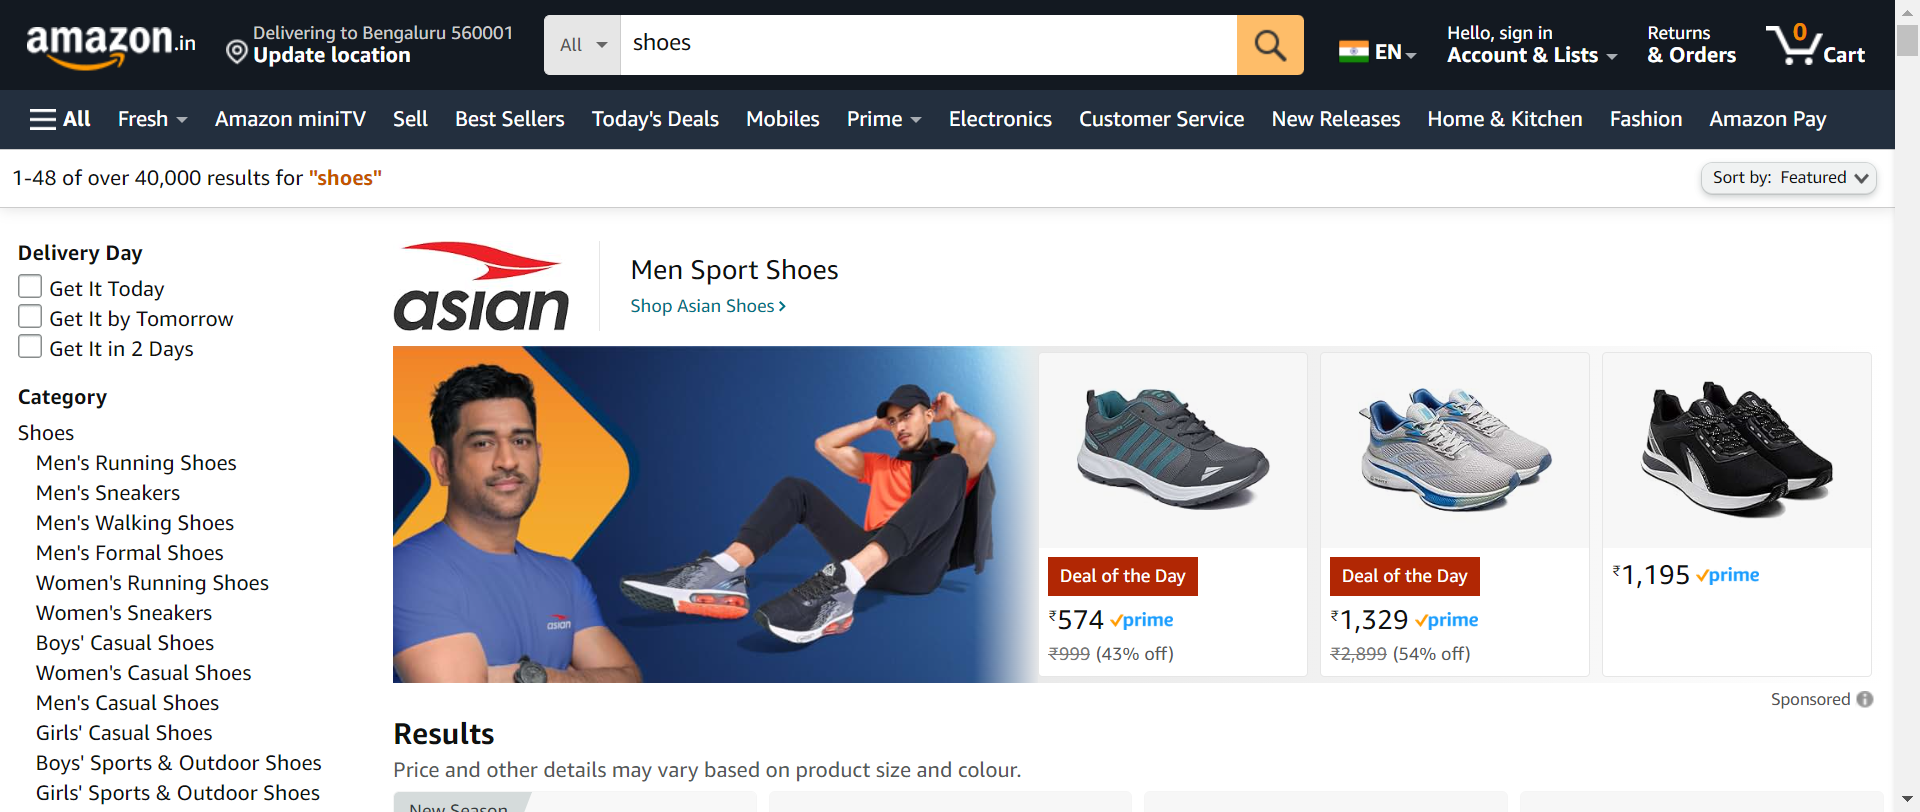 amazon.in
Delivering to Bengaluru 560001
Update location
All
shoes
EN
Hello, sign in
Account & Lists
Returns
& Orders
0
Cart
All
Fresh
Amazon miniTV
Sell
Best Sellers
Today's Deals
Mobiles
Prime
Electronics
Customer Service
New Releases
Home & Kitchen
Fashion
Amazon Pay
1-48 of over 40,000 results for "shoes"
Sort by: Featured
Delivery Day
Get It Today
Get It by Tomorrow
Get It in 2 Days
Category
Shoes
Men's Running Shoes
Men's Sneakers
Men's Walking Shoes
Men's Formal Shoes
Women's Running Shoes
Women's Sneakers
Boys' Casual Shoes
Women's Casual Shoes
Men's Casual Shoes
Girls' Casual Shoes
Boys' Sports & Outdoor Shoes
Girls' Sports & Outdoor Shoes
asian
Men Sport Shoes
Shop Asian Shoes
asian
Deal of the Day
₹574 prime
₹999 (43% off)
Deal of the Day
₹1,329 prime
₹2,899 (54% off)
₹1,195 prime
Sponsored
Results
Price and other details may vary based on product size and colour.
New Season